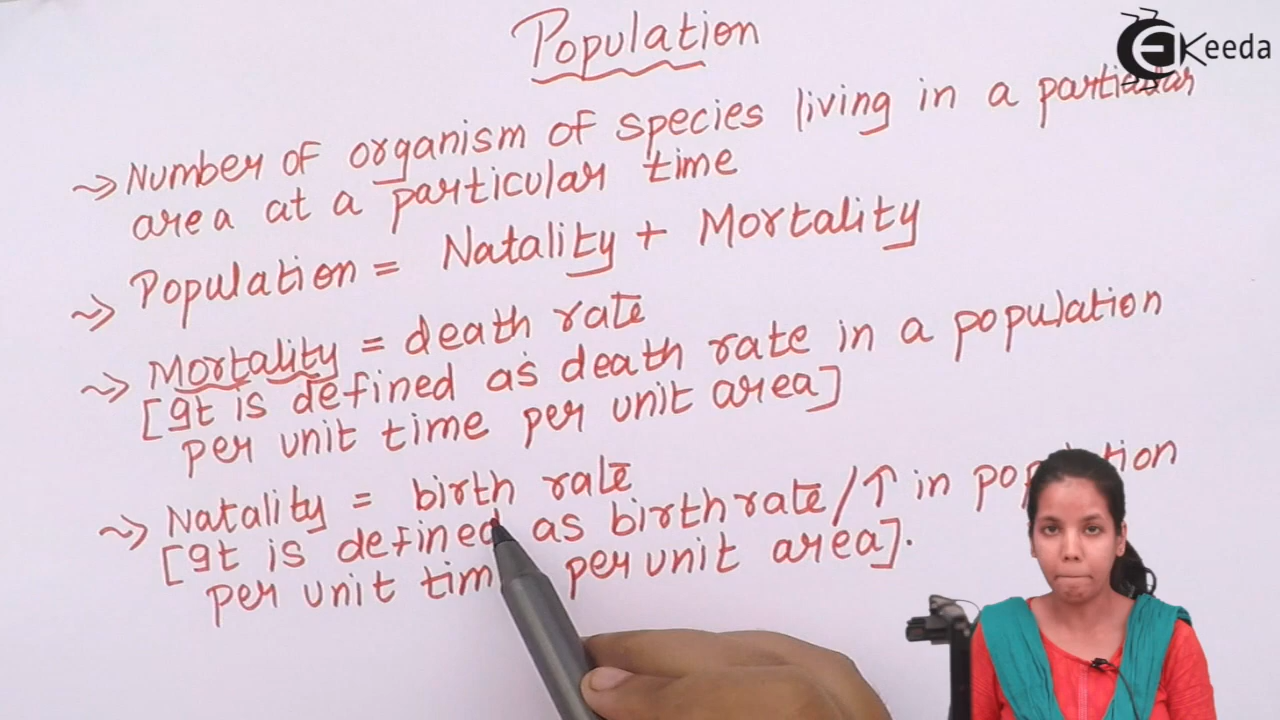 Population
EKeeda
~> Number of organism of species living in a particular
area at a particular time
~> Population = Natality + Mortality
~> Mortality = death rate
[It is defined as death rate in a population
per unit time per unit area]
~> Natality = birth rate
[It is defined as birth rate/↑ in population
per unit time per unit area].